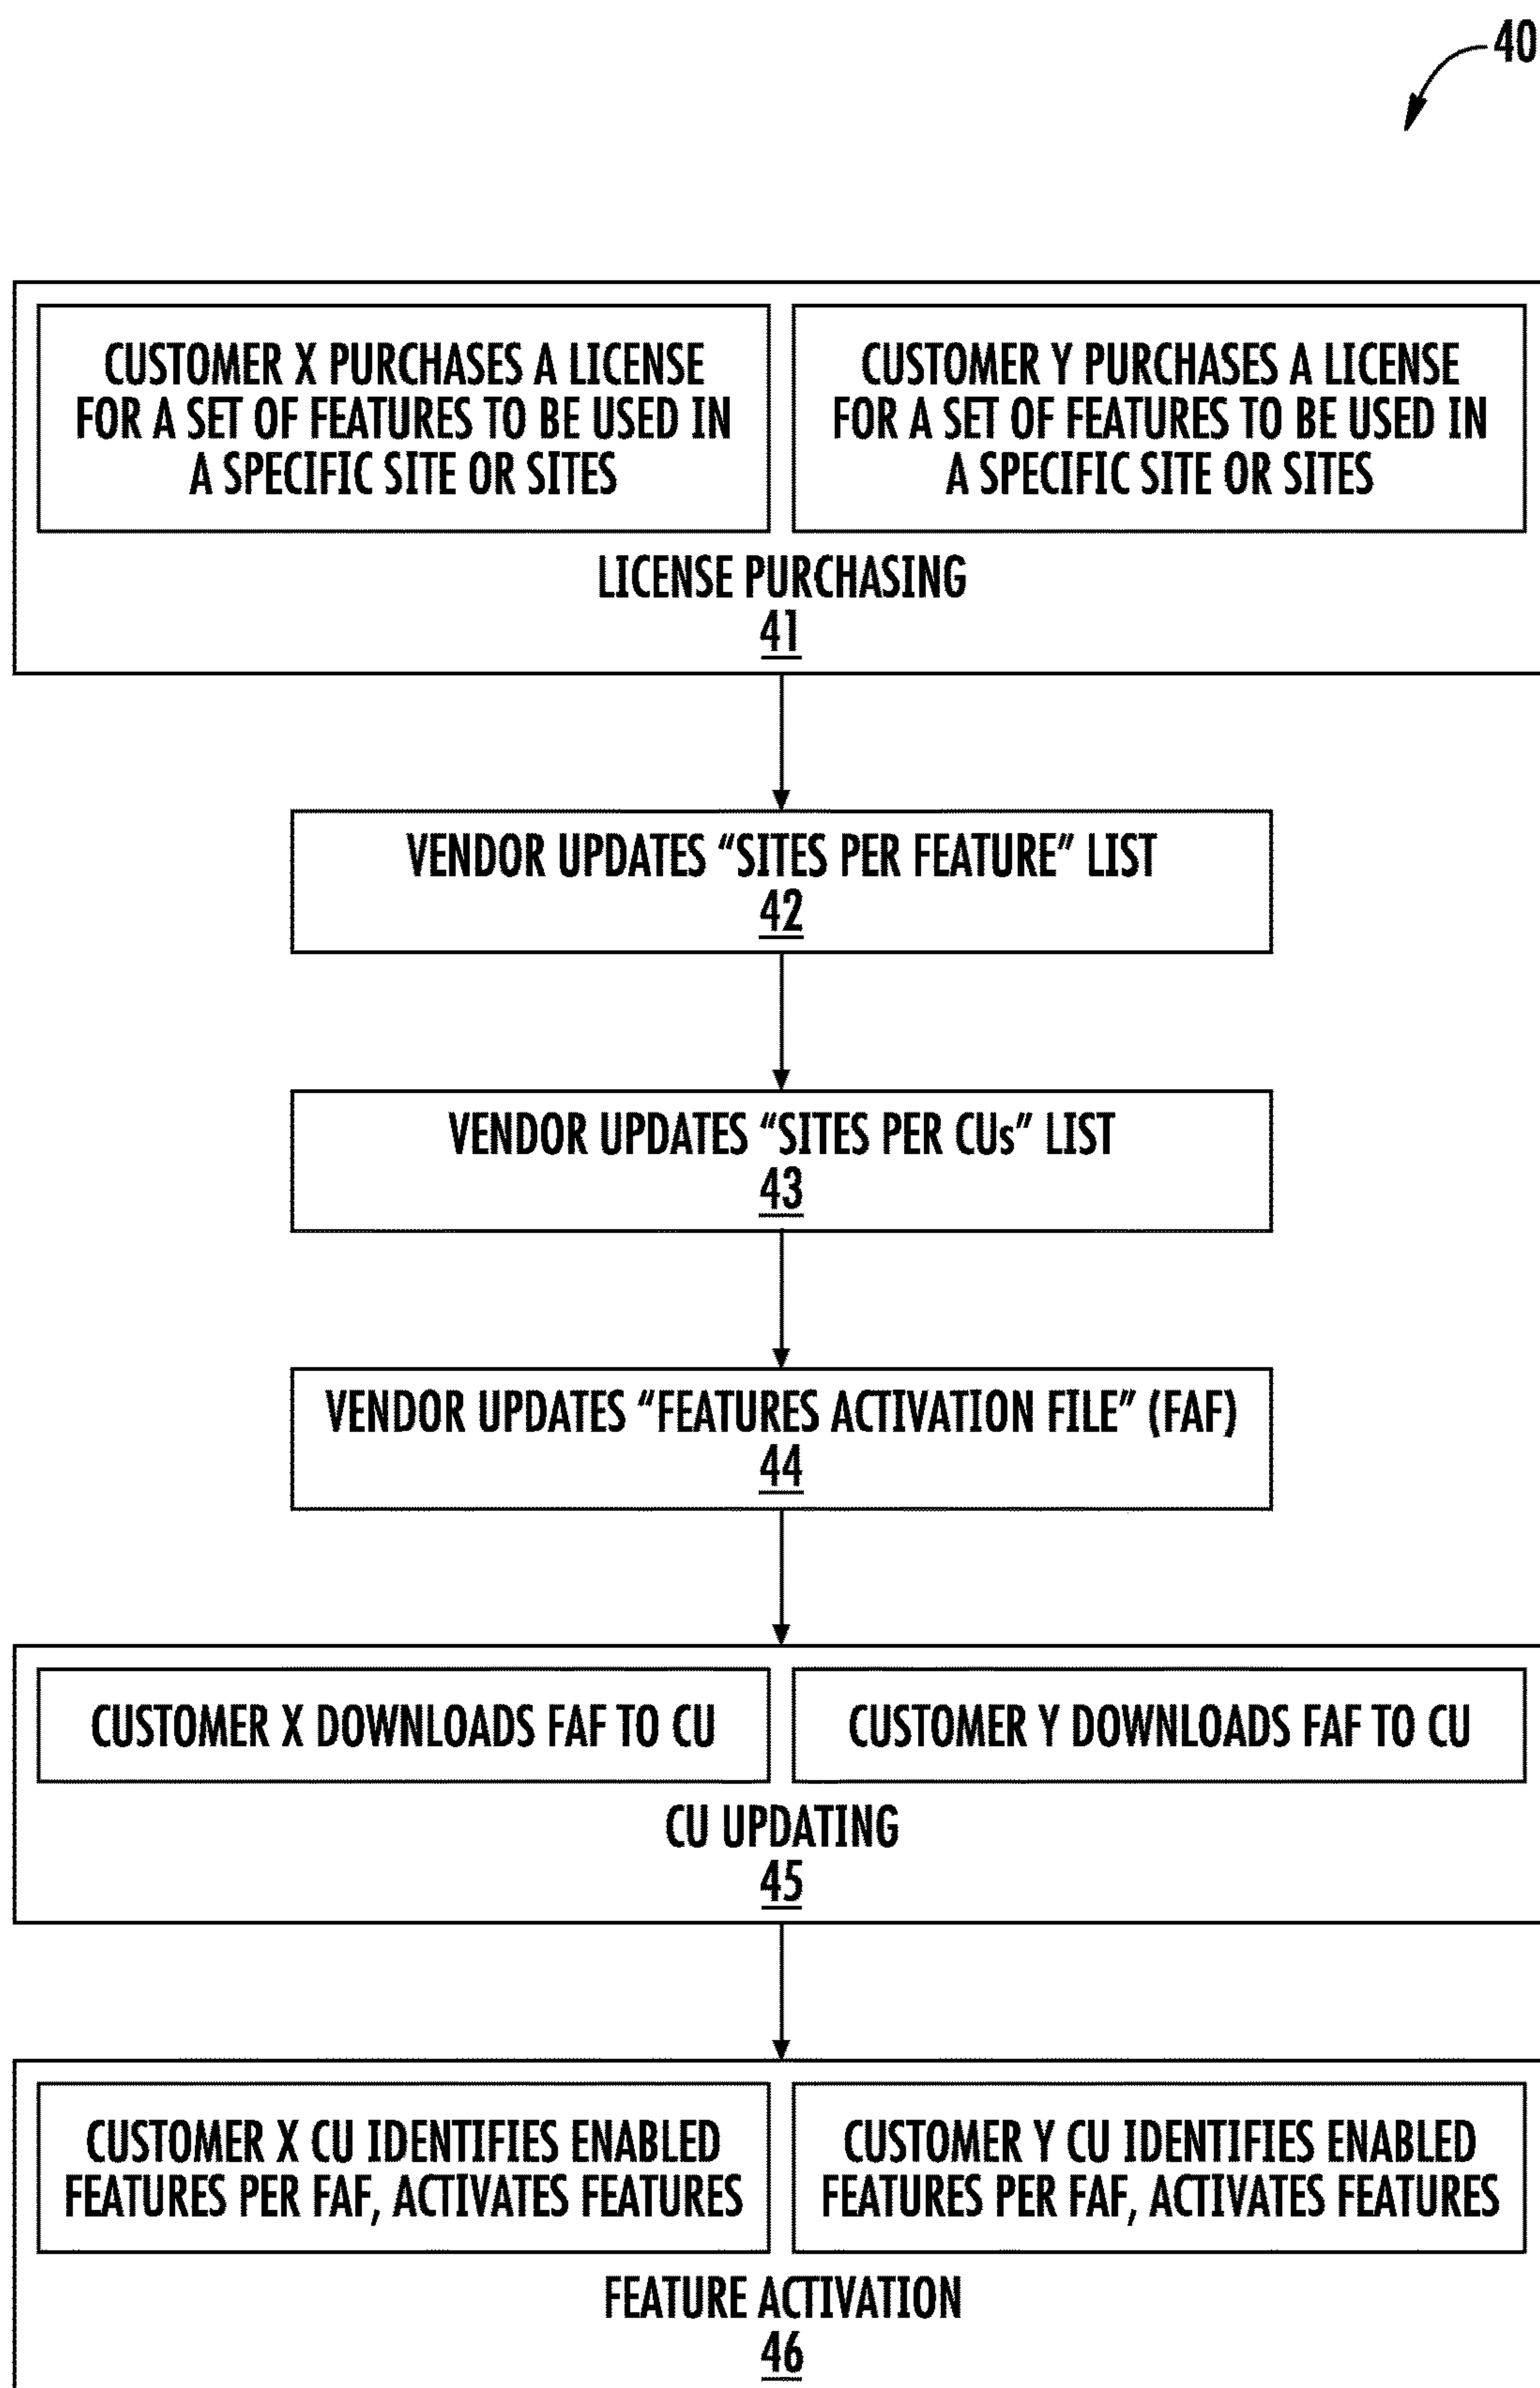 40
CUSTOMER X PURCHASES A LICENSE
FOR A SET OF FEATURES TO BE USED IN
A SPECIFIC SITE OR SITES
CUSTOMER Y PURCHASES A LICENSE
FOR A SET OF FEATURES TO BE USED IN
A SPECIFIC SITE OR SITES
LICENSE PURCHASING
41
VENDOR UPDATES “SITES PER FEATURE” LIST
42
VENDOR UPDATES “SITES PER CUs” LIST
43
VENDOR UPDATES “FEATURES ACTIVATION FILE” (FAF)
44
CUSTOMER X DOWNLOADS FAF TO CU
CUSTOMER Y DOWNLOADS FAF TO CU
CU UPDATING
45
CUSTOMER X CU IDENTIFIES ENABLED
FEATURES PER FAF, ACTIVATES FEATURES
CUSTOMER Y CU IDENTIFIES ENABLED
FEATURES PER FAF, ACTIVATES FEATURES
FEATURE ACTIVATION
46